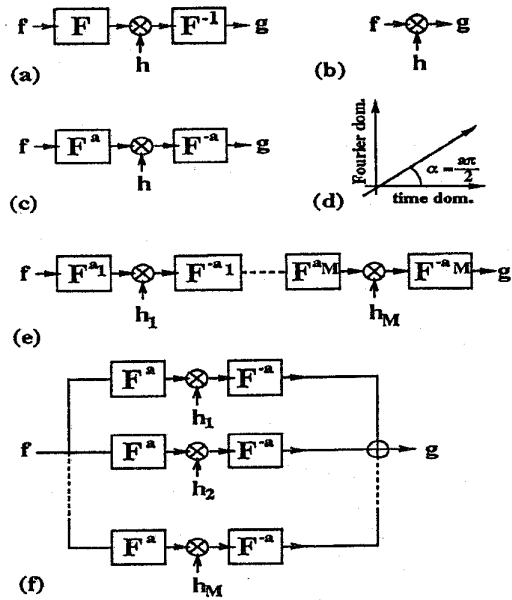 f F ⊗ F⁻¹ g
h
(a)
f ⊗ g
h
(b)
f Fᵃ ⊗ F⁻ᵃ g
h
(c)
Fourier dom.
α = aπ/2
time dom.
(d)
f Fᵃ¹ ⊗ F⁻ᵃ¹ Fᵃᴹ ⊗ F⁻ᵃᴹ g
h₁ h_M
(e)
Fᵃ ⊗ F⁻ᵃ
h₁
f Fᵃ ⊗ F⁻ᵃ g
h₂
Fᵃ ⊗ F⁻ᵃ
h_M
(f)